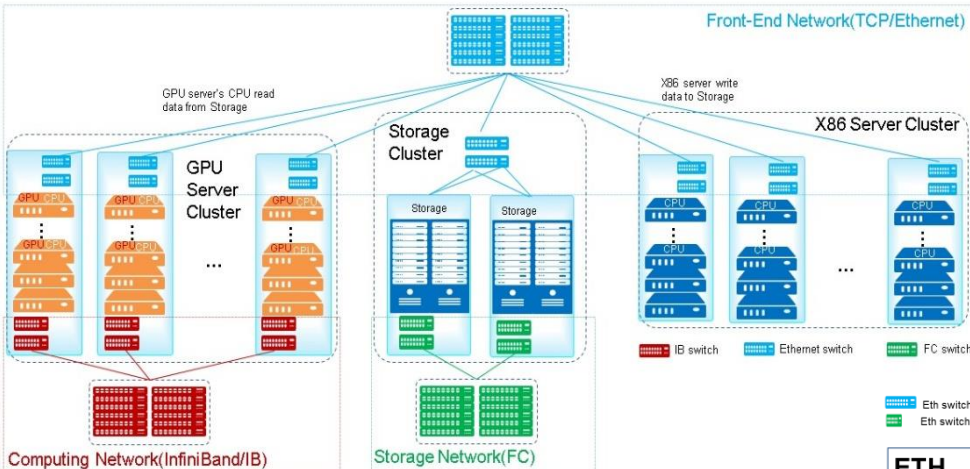 Front-End Network(TCP/Ethernet)
GPU server's CPU read
data from Storage
X86 server write
data to Storage
Storage
Cluster
X86 Server Cluster
GPU
Server
Cluster
GPU CPU
GPU CPU
GPU CPU
GPU CPU
GPU CPU
GPU CPU
...
Storage
Storage
CPU
CPU
CPU
CPU
CPU
CPU
...
IB switch
Ethernet switch
FC switch
Eth switch
Eth switch
Computing Network(InfiniBand/IB)
Storage Network(FC)
ETH